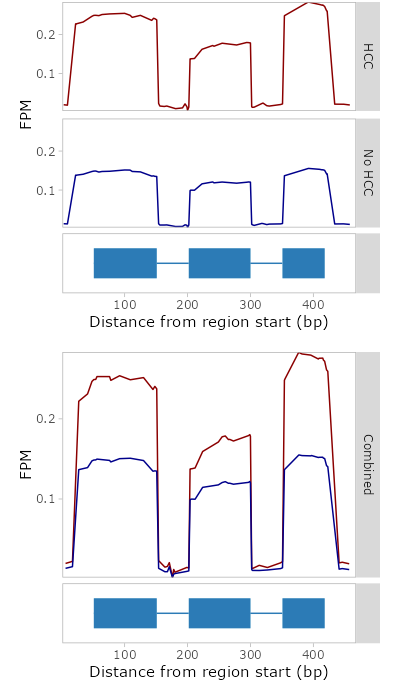 0.2
0.1
HCC
FPM
0.2
0.1
No HCC
100 200 300 400
Distance from region start (bp)
0.2
0.1
FPM
Combined
100 200 300 400
Distance from region start (bp)